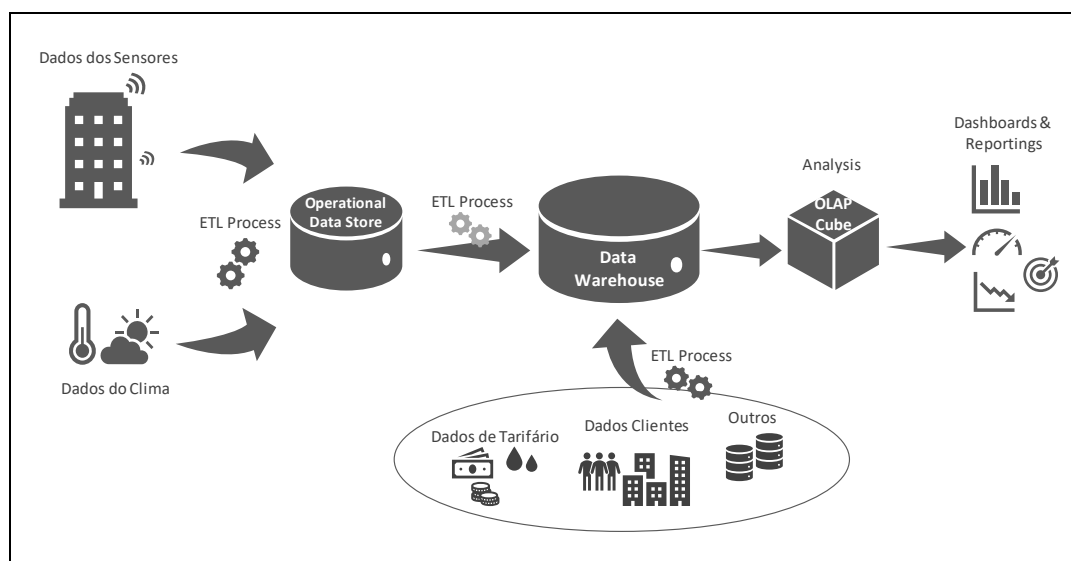 Dados dos Sensores
ETL Process
Dados do Clima
Operational
Data Store
ETL Process
Data
Warehouse
Analysis
OLAP
Cube
Dashboards &
Reportings
ETL Process
Dados de Tarifário
Dados Clientes
Outros